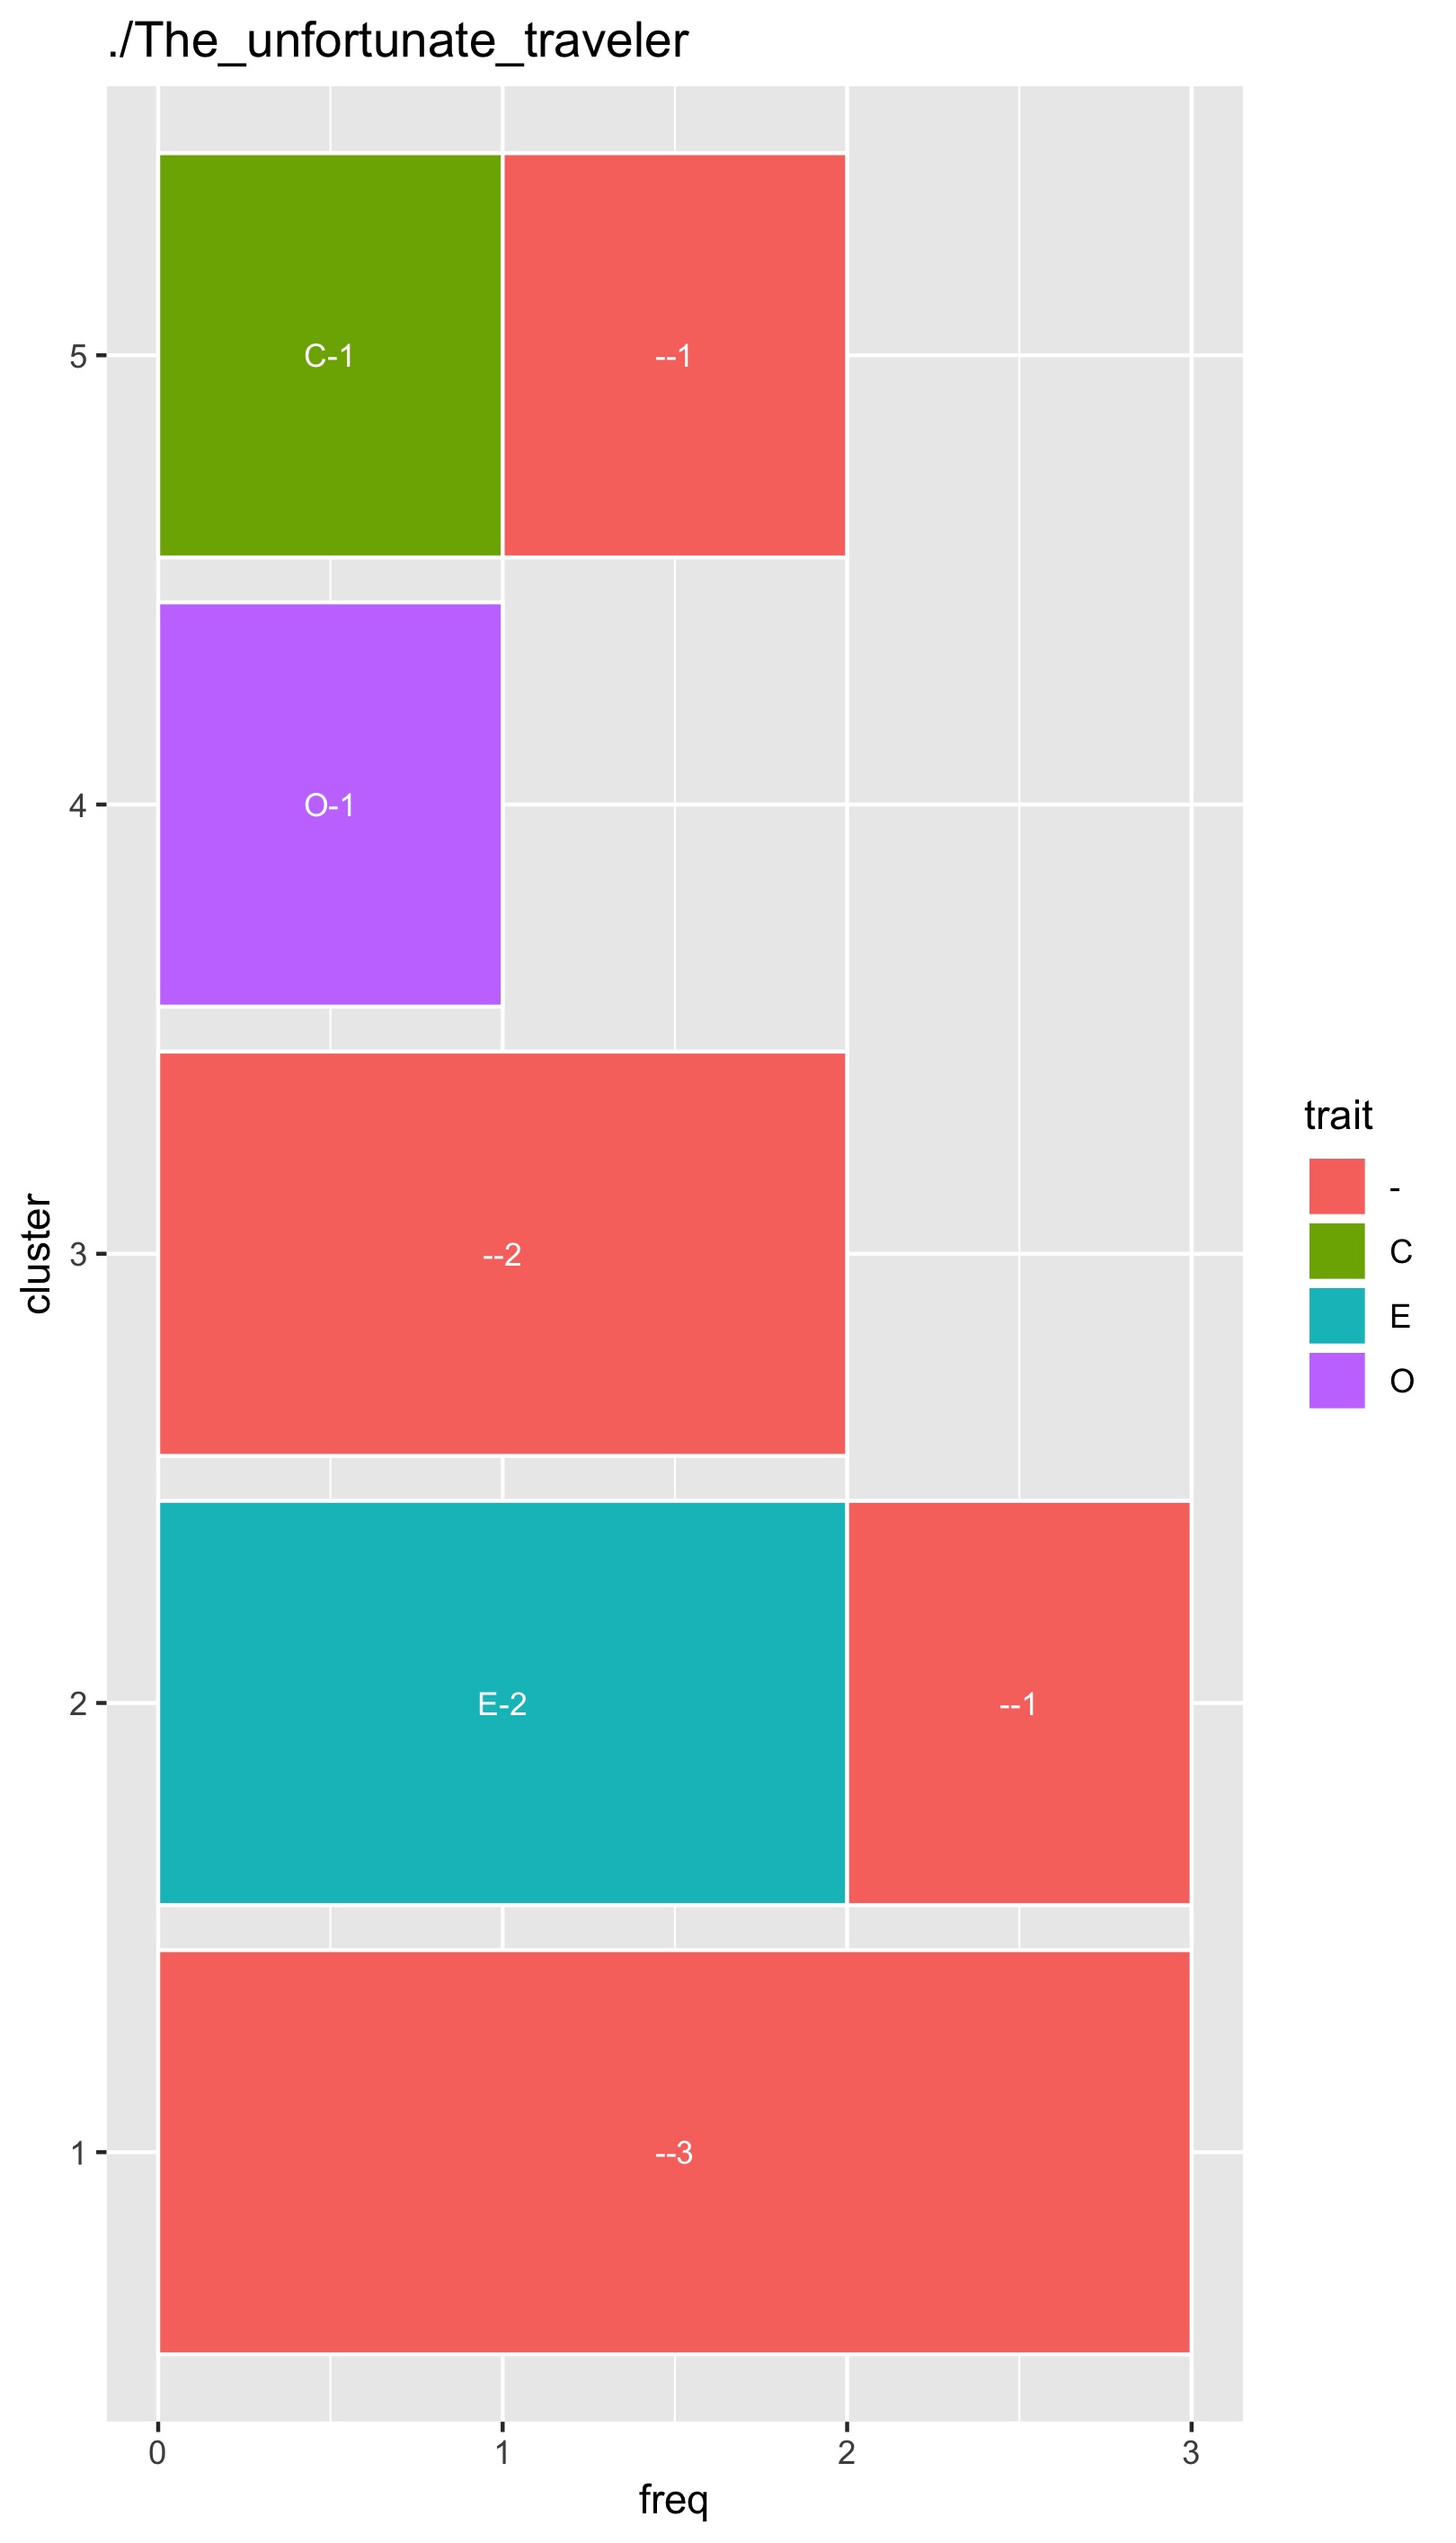 ./The_unfortunate_traveler
5
C-1
--1
4
O-1
3
--2
2
E-2
--1
1
--3
0
1
2
3
freq
cluster
trait
-
C
E
O